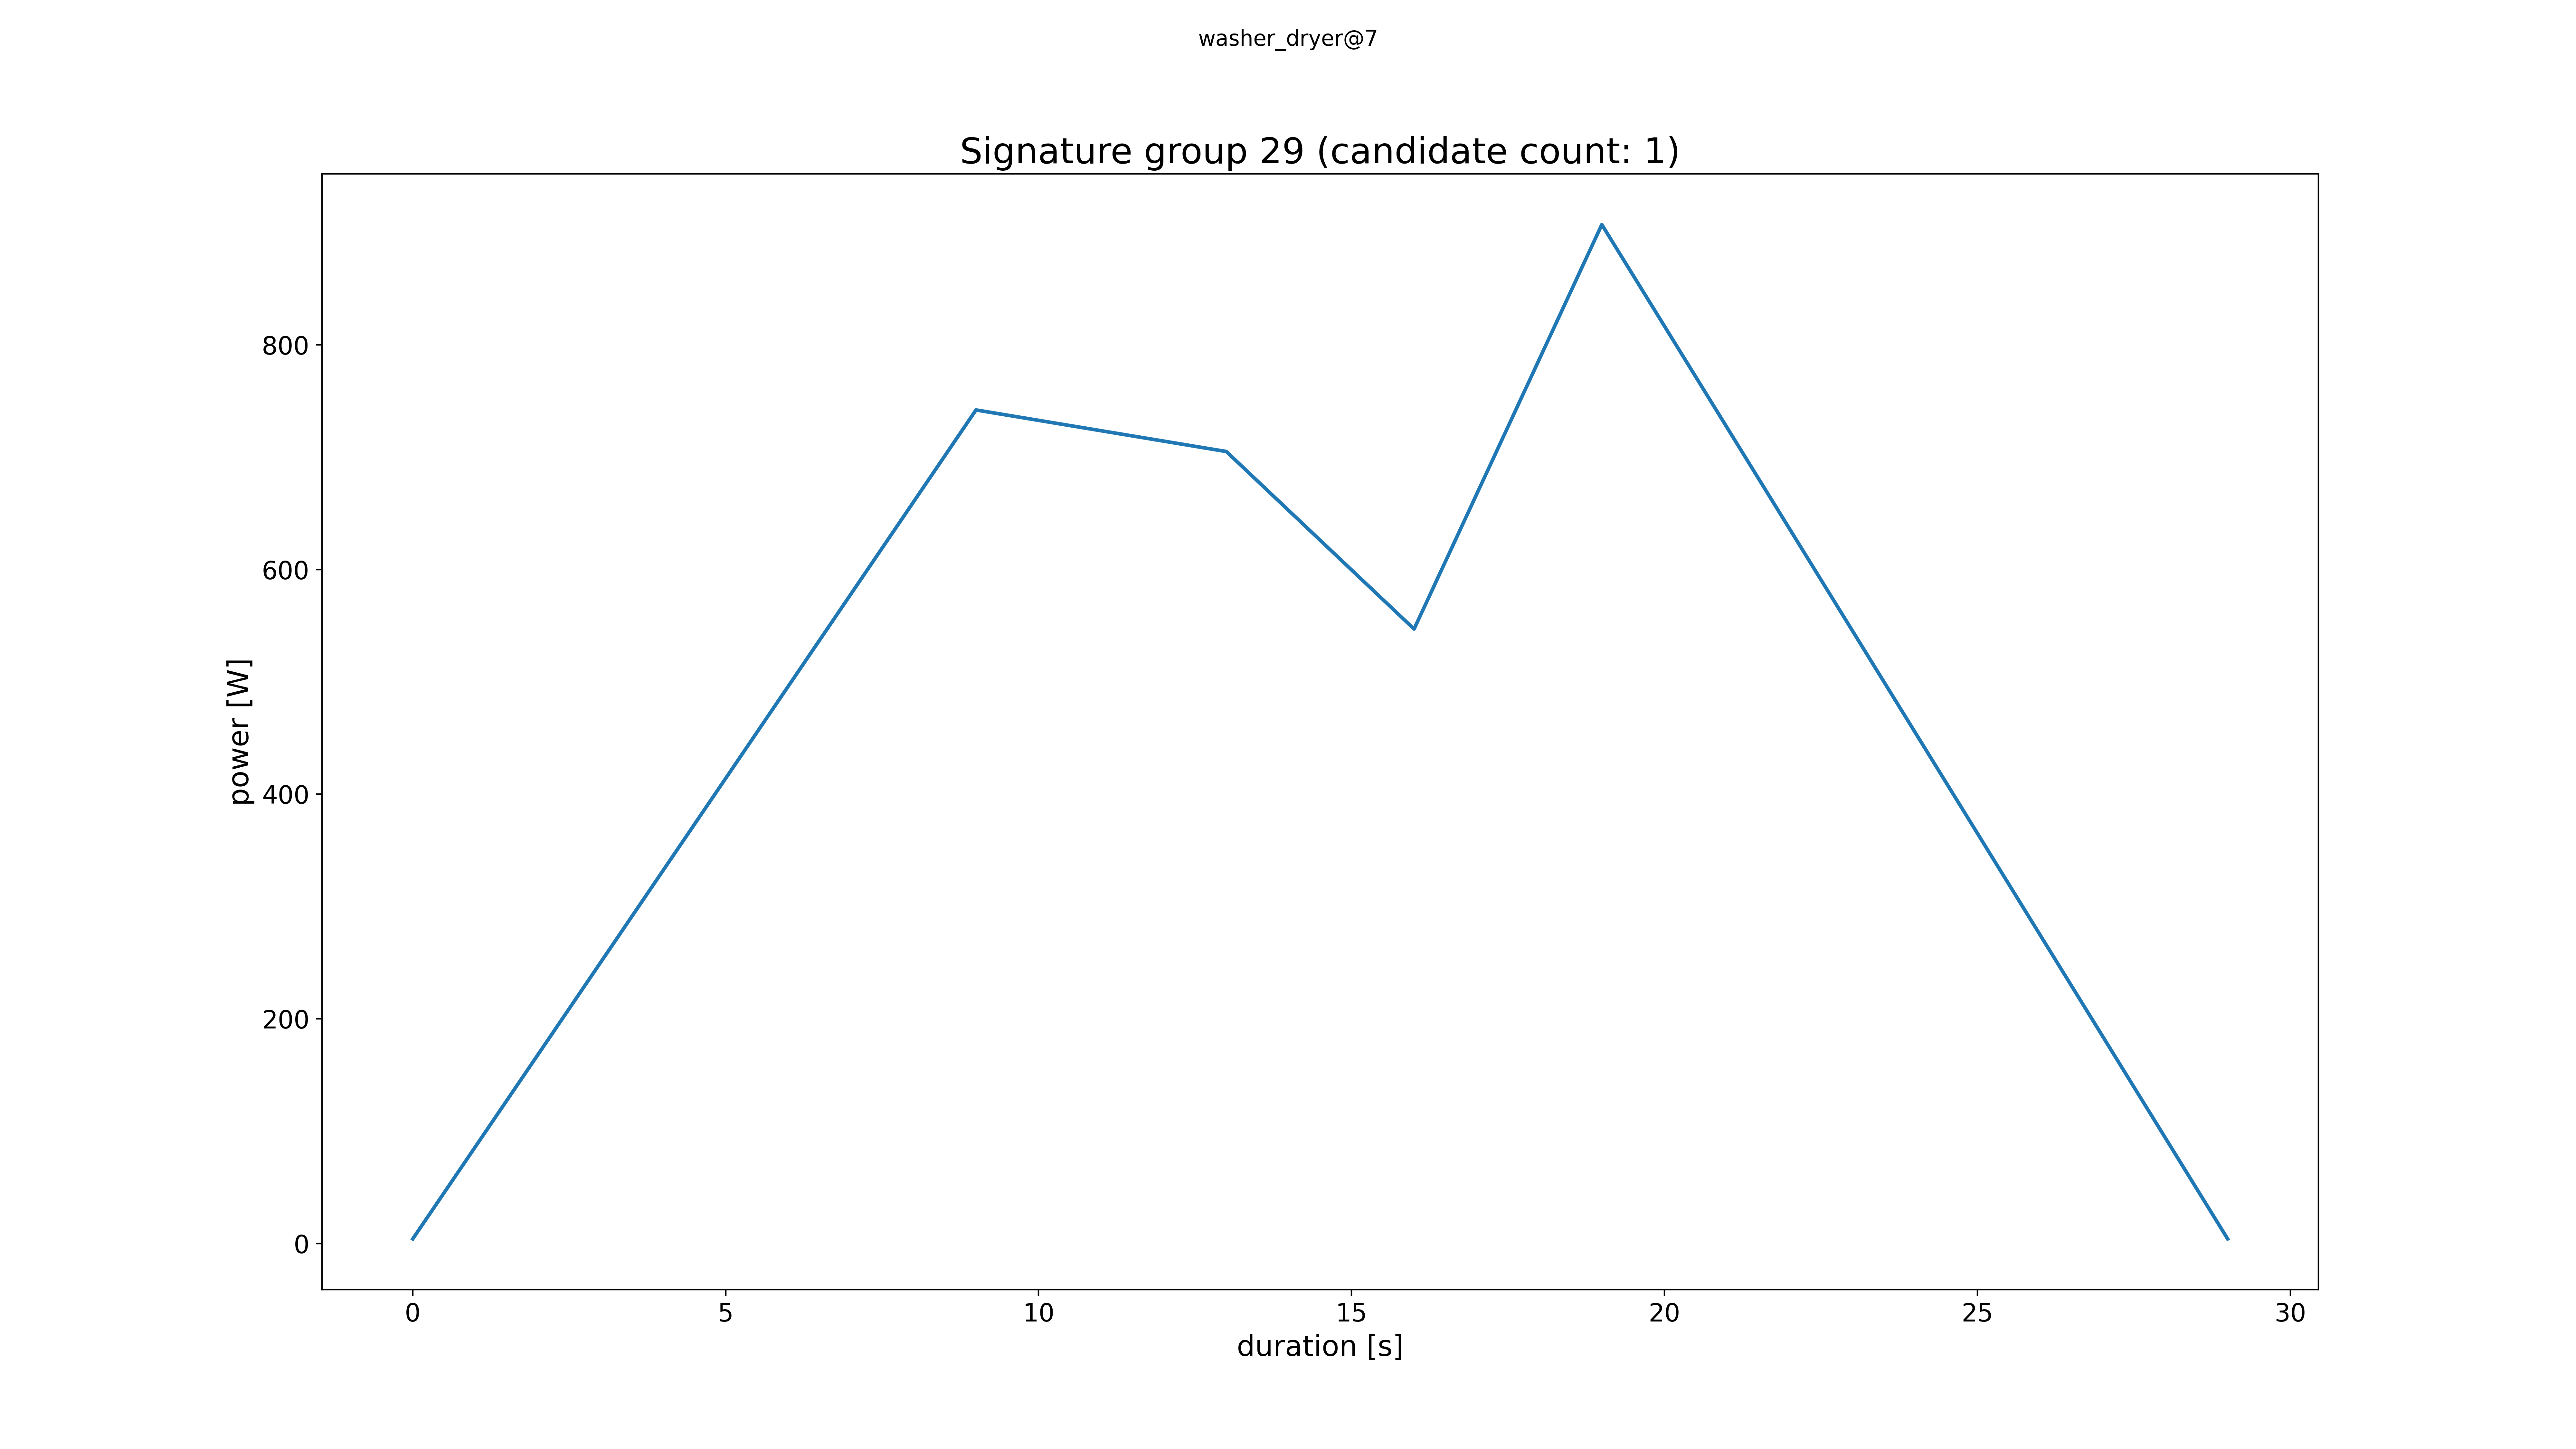 washer_dryer@7
Signature group 29 (candidate count: 1)
power [W]
800
600
400
200
0
0 5 10 15 20 25 30
duration [s]